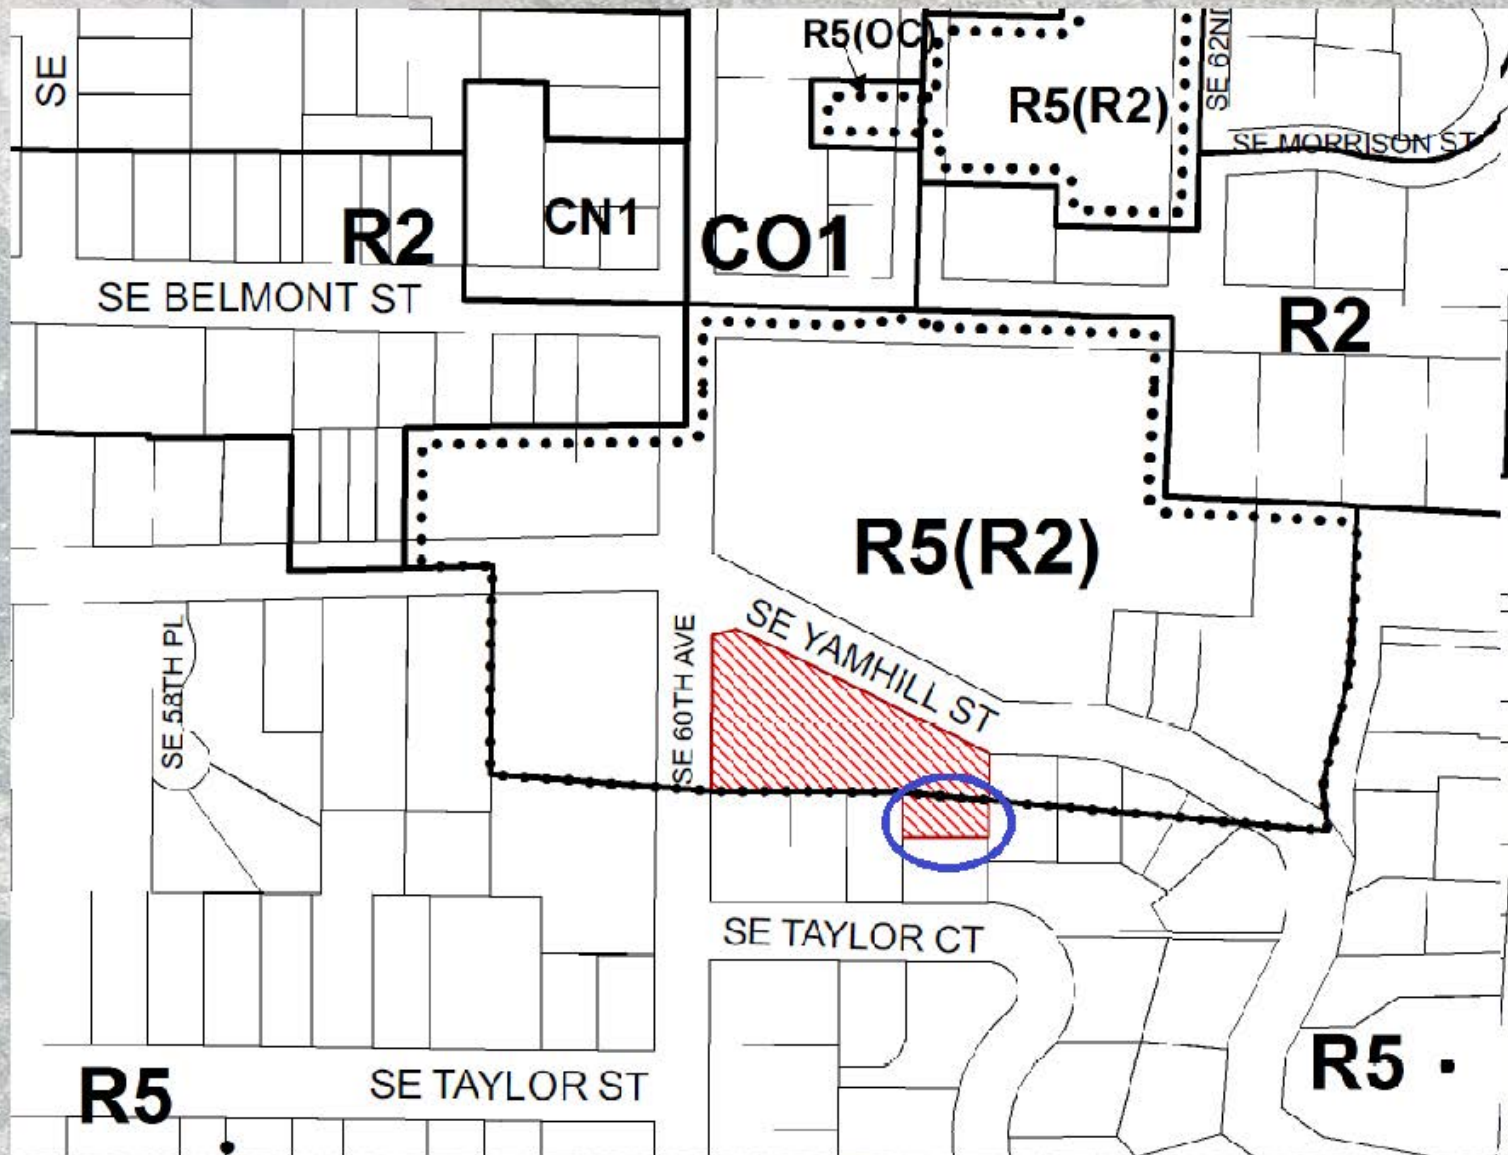 SE
R5(OC)
R5(R2)
SE 62N
SE MORRISON ST
R2
CN1
CO1
SE BELMONT ST
R2
R5(R2)
SE 58TH PL
SE 60TH AVE
SE YAMHILL ST
SE TAYLOR CT
R5
SE TAYLOR ST
R5